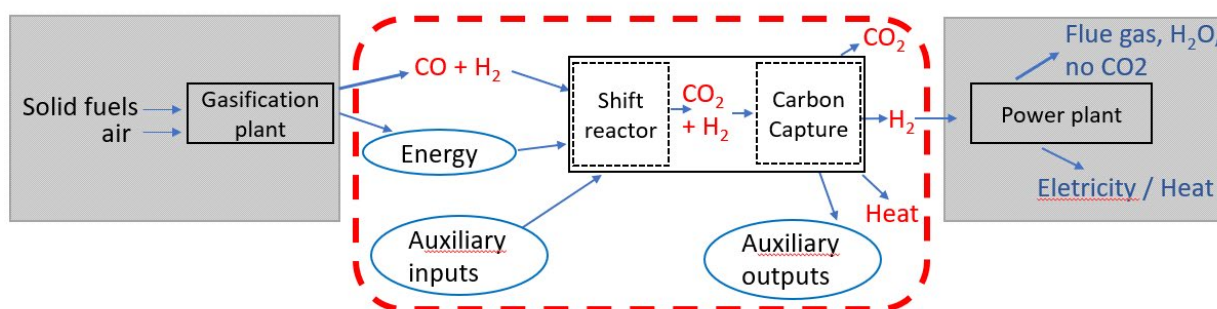 Solid fuels
air
Gasification
plant
CO + H₂
Energy
Auxiliary
inputs
Shift
reactor
CO₂
+ H₂
Carbon
Capture
CO₂
H₂
Heat
Auxiliary
outputs
Flue gas, H₂O,
no CO2
Power plant
Eletricity / Heat